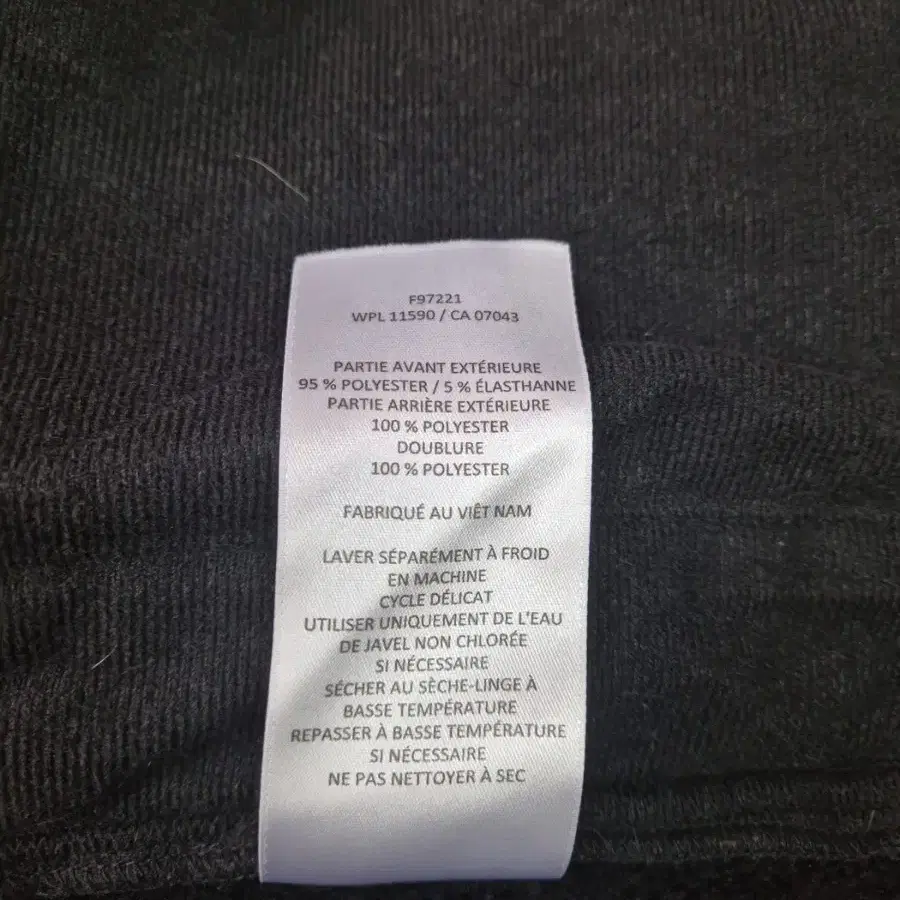 F97221
WPL 11590 / CA 07043
PARTIE AVANT EXTÉRIEURE
95 % POLYESTER / 5 % ÉLASTHANNE
PARTIE ARRIÈRE EXTÉRIEURE
100 % POLYESTER
DOUBLURE
100 % POLYESTER
FABRIQUÉ AU VIÊT NAM
LAVER SÉPARÉMENT À FROID
EN MACHINE
CYCLE DÉLICAT
UTILISER UNIQUEMENT DE L'EAU
DE JAVEL NON CHLORÉE
SI NÉCESSAIRE
SÉCHER AU SÈCHE-LINGE À
BASSE TEMPÉRATURE
REPASSER À BASSE TEMPÉRATURE
SI NÉCESSAIRE
NE PAS NETTOYER À SEC